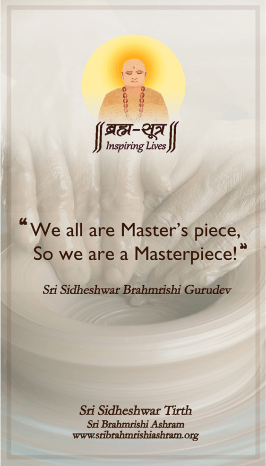 ॥ ब्रह्म-सूत्र ॥
Inspiring Lives
“We all are Master’s piece,
So we are a Masterpiece!”
Sri Sidheshwar Brahmrishi Gurudev
Sri Sidheshwar Tirth
Sri Brahmrishi Ashram
www.sribrahmrishiashram.org